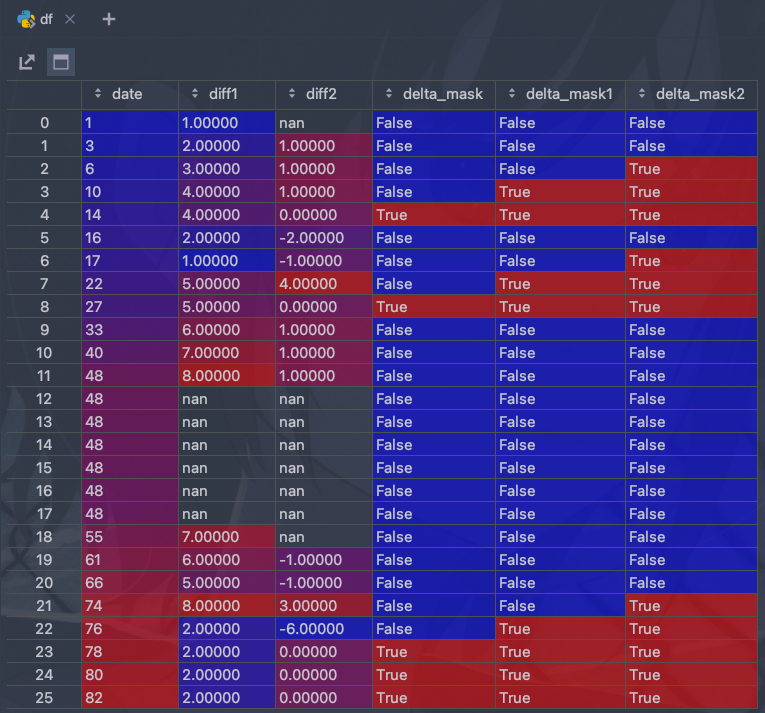 df × +
date diff1 diff2 delta_mask delta_mask1 delta_mask2
0 1 1.00000 nan False False False
1 3 2.00000 1.00000 False False False
2 6 3.00000 1.00000 False False True
3 10 4.00000 1.00000 False True True
4 14 4.00000 0.00000 True True True
5 16 2.00000 -2.00000 False False False
6 17 1.00000 -1.00000 False False True
7 22 5.00000 4.00000 False True True
8 27 5.00000 0.00000 True True True
9 33 6.00000 1.00000 False False False
10 40 7.00000 1.00000 False False False
11 48 8.00000 1.00000 False False False
12 48 nan nan False False False
13 48 nan nan False False False
14 48 nan nan False False False
15 48 nan nan False False False
16 48 nan nan False False False
17 48 nan nan False False False
18 55 7.00000 nan False False False
19 61 6.00000 -1.00000 False False False
20 66 5.00000 -1.00000 False False False
21 74 8.00000 3.00000 False False True
22 76 2.00000 -6.00000 False True True
23 78 2.00000 0.00000 True True True
24 80 2.00000 0.00000 True True True
25 82 2.00000 0.00000 True True True